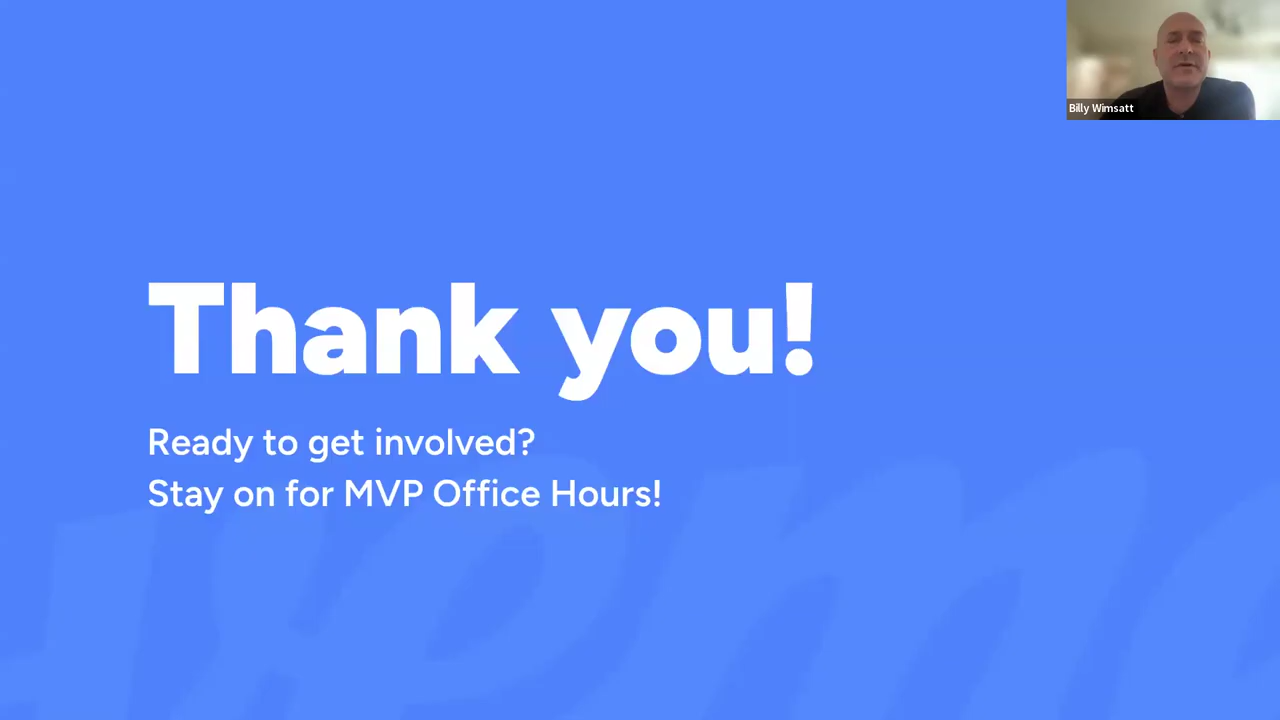 Billy Wimsatt
Thank you!
Ready to get involved?
Stay on for MVP Office Hours!